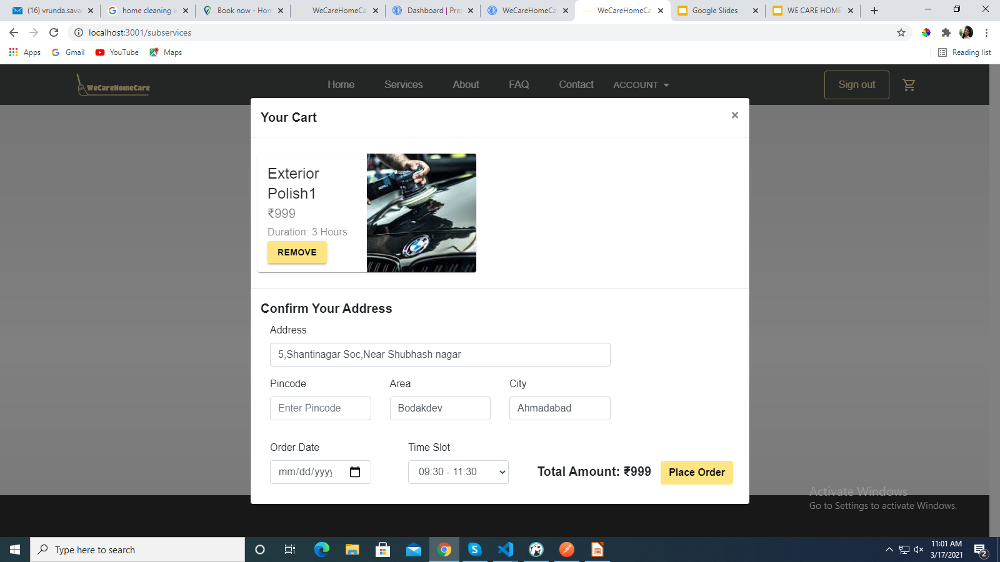 (16) vrunda.sava
home cleaning w
Book now - Hom
WeCareHomeCa
Dashboard | Prez
WeCareHomeCa
WeCareHomeCa
Google Slides
WE CARE HOME
localhost:3001/subservices
Apps
Gmail
YouTube
Maps
Reading list
WeCareHomeCare
Home
Services
About
FAQ
Contact
ACCOUNT
Sign out
Your Cart
×
Exterior
Polish1
₹999
Duration: 3 Hours
REMOVE
Confirm Your Address
Address
5,Shantinagar Soc,Near Shubhash nagar
Pincode
Area
City
Enter Pincode
Bodakdev
Ahmadabad
Order Date
Time Slot
mm/dd/yyyy
09:30 - 11:30
Total Amount: ₹999
Place Order
Activate Windows
Go to Settings to activate Windows.
Type here to search
11:01 AM
3/17/2021
2